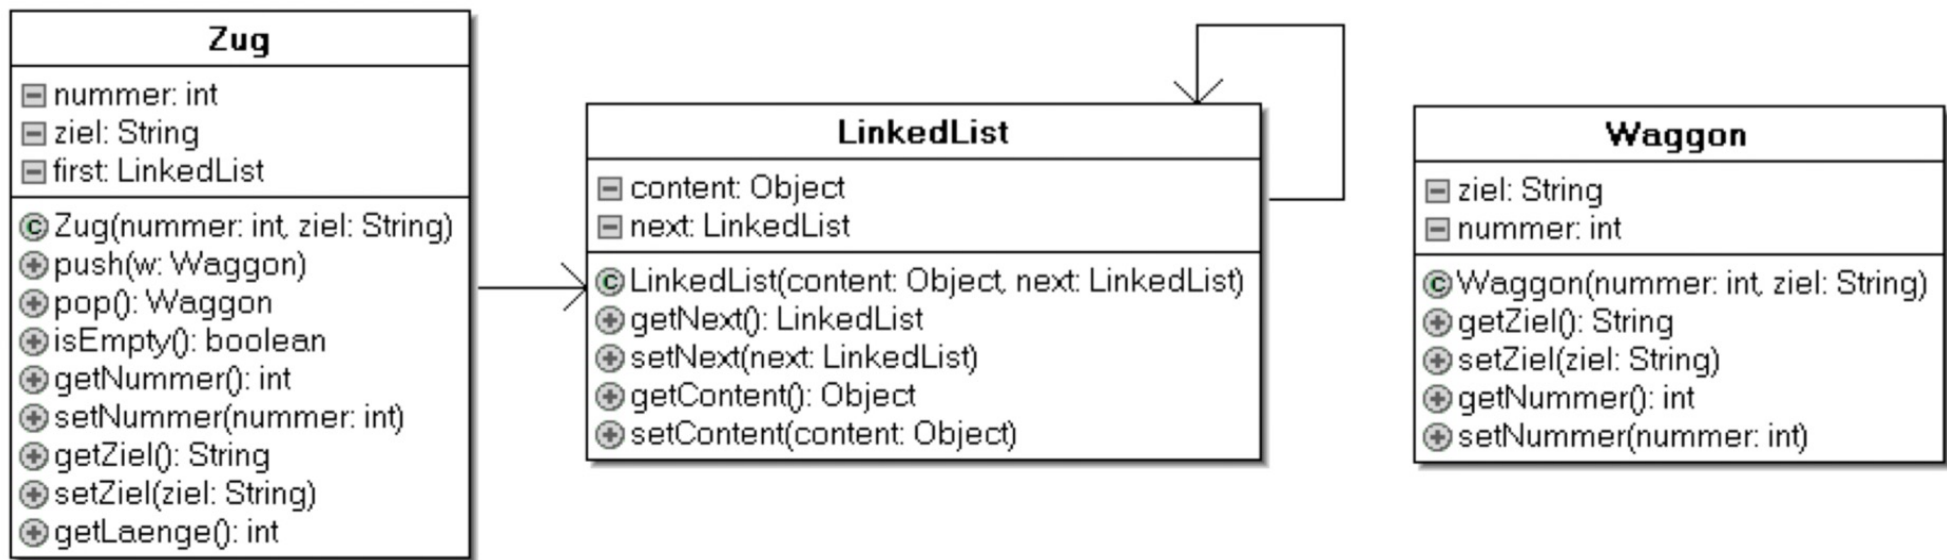 Zug
nummer: int
ziel: String
first: LinkedList
Zug(nummer: int, ziel: String)
push(w: Waggon)
pop(): Waggon
isEmpty(): boolean
getNummer(): int
setNummer(nummer: int)
getZiel(): String
setZiel(ziel: String)
getLaenge(): int
LinkedList
content: Object
next: LinkedList
LinkedList(content: Object, next: LinkedList)
getNext(): LinkedList
setNext(next: LinkedList)
getContent(): Object
setContent(content: Object)
Waggon
ziel: String
nummer: int
Waggon(nummer: int, ziel: String)
getZiel(): String
setZiel(ziel: String)
getNummer(): int
setNummer(nummer: int)